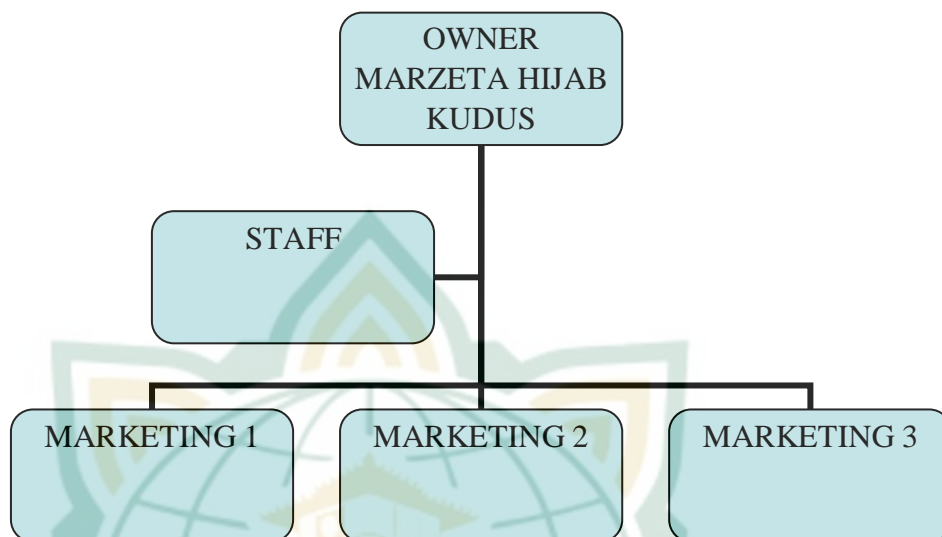 OWNER
MARZETA HIJAB
KUDUS
STAFF
MARKETING 1
MARKETING 2
MARKETING 3